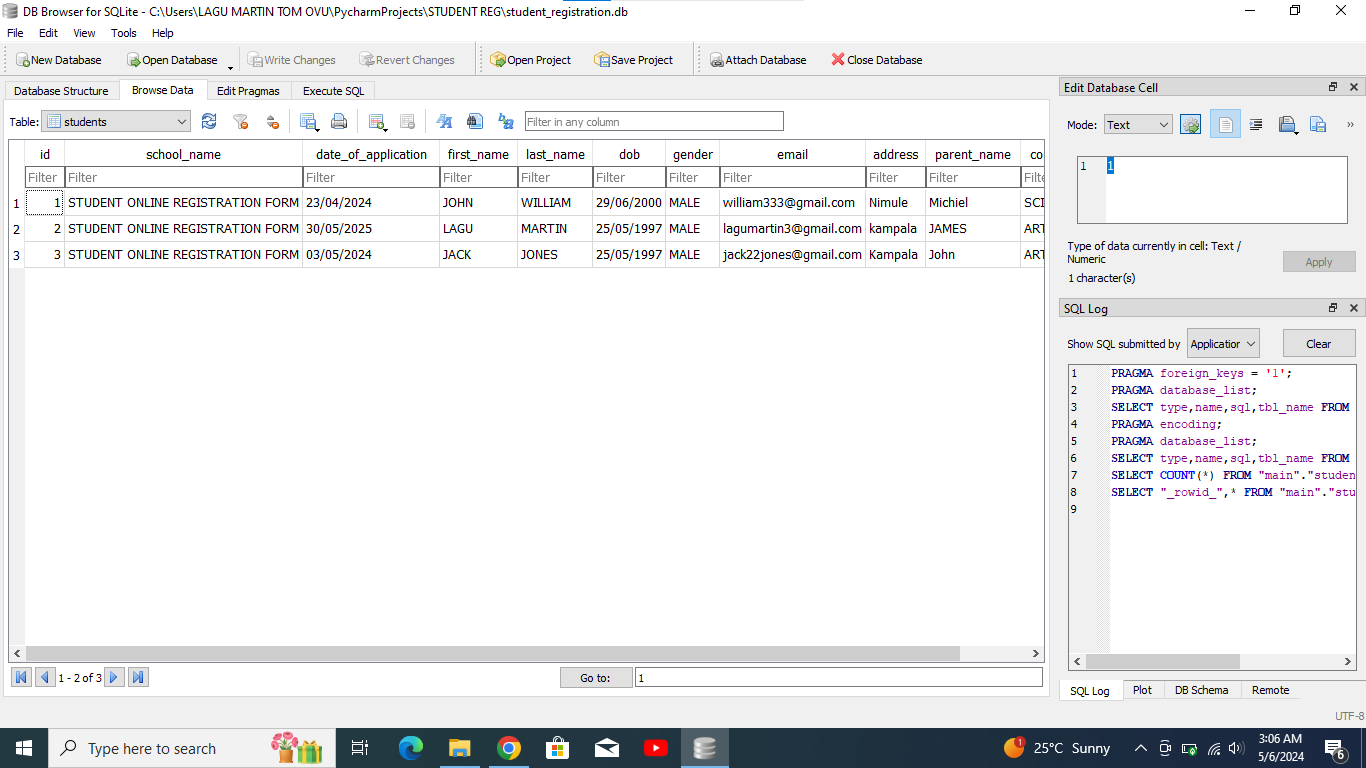 DB Browser for SQLite - C:\Users\LAGU MARTIN TOM OVU\PycharmProjects\STUDENT REG\student_registration.db
File Edit View Tools Help
New Database Open Database Write Changes Revert Changes Open Project Save Project Attach Database Close Database
Database Structure Browse Data Edit Pragmas Execute SQL
Table: students Filter in any column
id school_name date_of_application first_name last_name dob gender email address parent_name co
Filter Filter Filter Filter Filter Filter Filter Filter Filter Filter Filter
1 1 STUDENT ONLINE REGISTRATION FORM 23/04/2024 JOHN WILLIAM 29/06/2000 MALE william333@gmail.com Nimule Michiel SCI
2 2 STUDENT ONLINE REGISTRATION FORM 30/05/2025 LAGU MARTIN 25/05/1997 MALE lagumartin3@gmail.com kampala JAMES ART
3 3 STUDENT ONLINE REGISTRATION FORM 03/05/2024 JACK JONES 25/05/1997 MALE jack22jones@gmail.com Kampala John ART
1 - 2 of 3 Go to: 1
Edit Database Cell
Mode: Text
1 1
Type of data currently in cell: Text /
Numeric
1 character(s)
Apply
SQL Log
Show SQL submitted by Application Clear
1 PRAGMA foreign_keys = '1';
2 PRAGMA database_list;
3 SELECT type,name,sql,tbl_name FROM
4 PRAGMA encoding;
5 PRAGMA database_list;
6 SELECT type,name,sql,tbl_name FROM
7 SELECT COUNT(*) FROM "main"."studen
8 SELECT "_rowid_",* FROM "main"."stu
9
SQL Log Plot DB Schema Remote
UTF-8
Type here to search
1 25°C Sunny
3:06 AM
5/6/2024
6